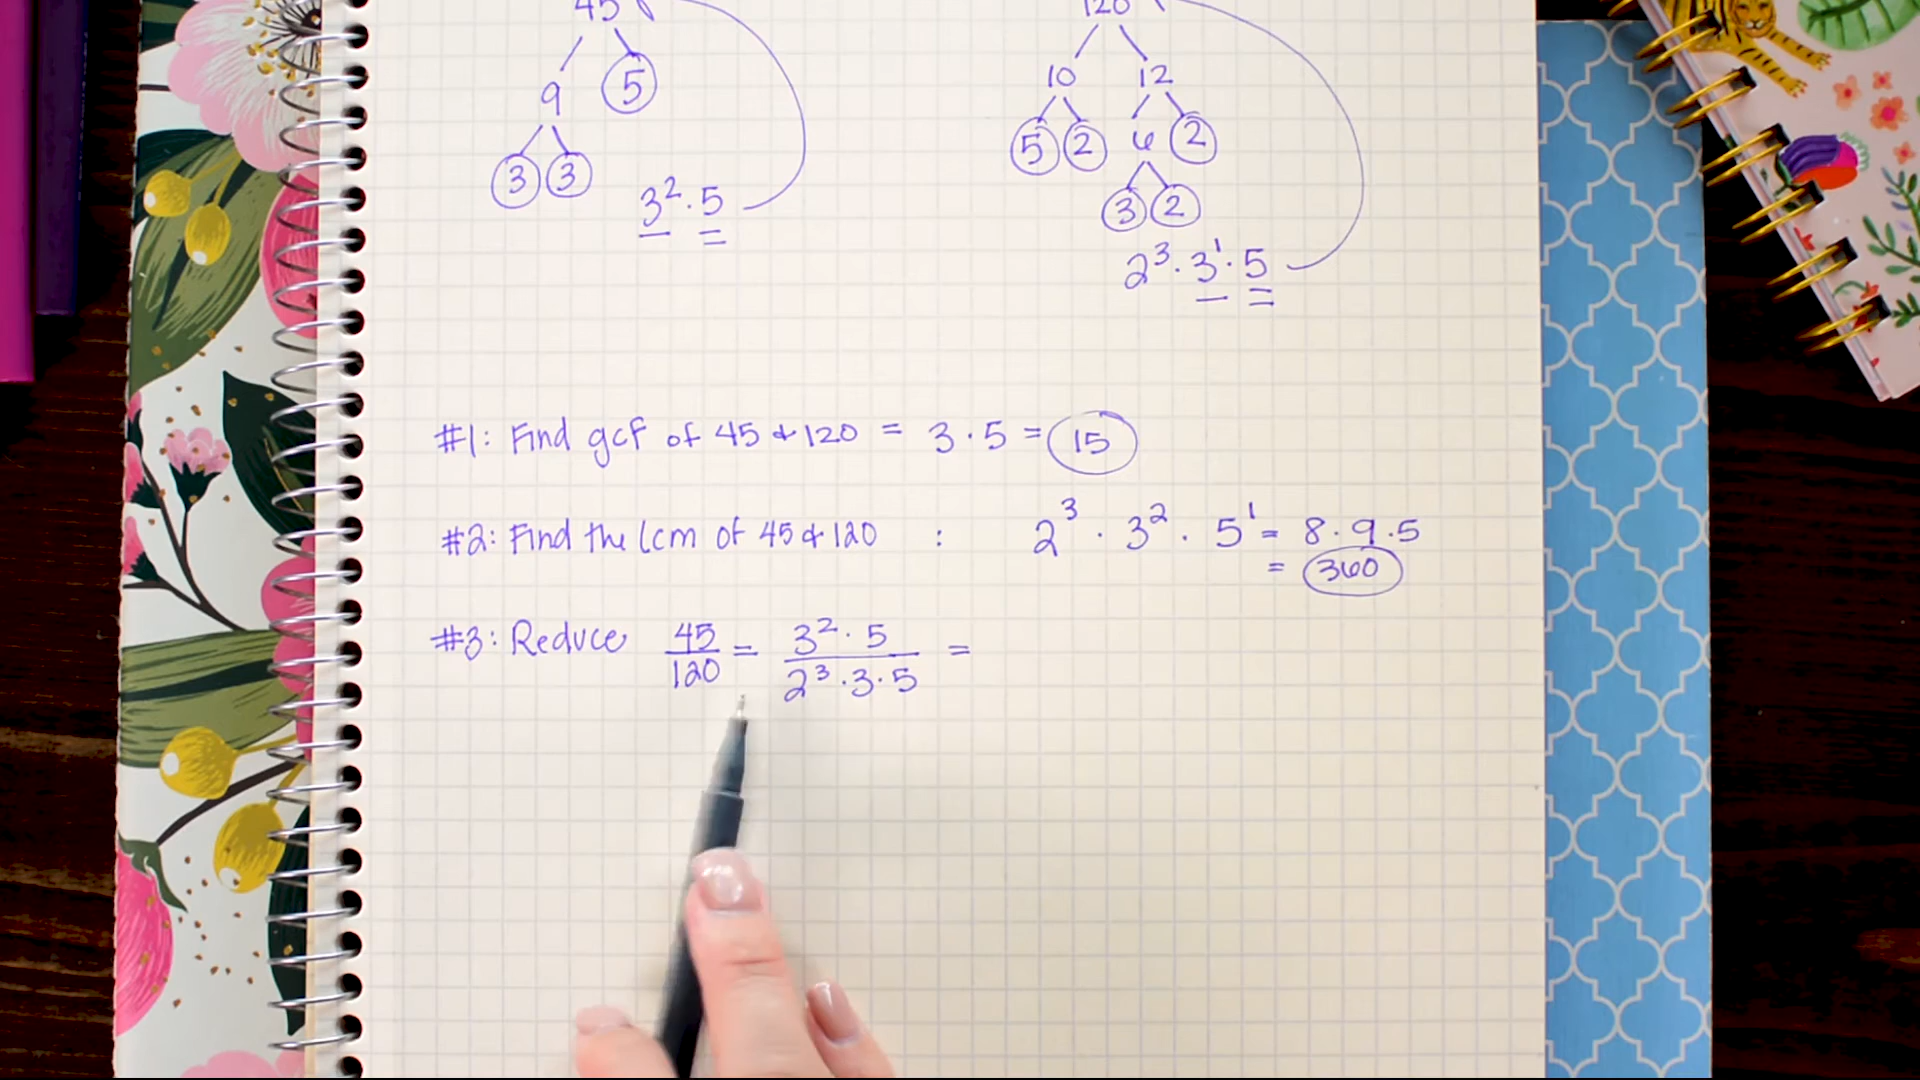 45 120
10 12
9 5
5 2 6 2
3 3
3² · 5
3 2
2³ · 3¹ · 5
#1: Find gcf of 45 & 120 = 3 · 5 = 15
#2: Find the lcm of 45 & 120 : 2³ · 3² · 5¹ = 8 · 9 · 5
= 360
#3: Reduce 45/120 = 3² · 5 / 2³ · 3 · 5 =